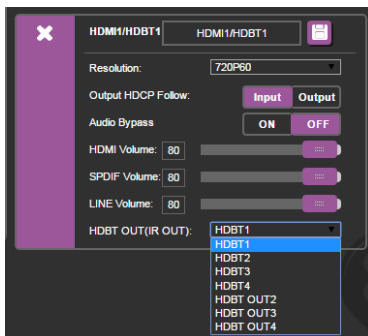 HDMI1/HDBT1 HDMI1/HDBT1
Resolution: 720P60
Output HDCP Follow: Input Output
Audio Bypass ON OFF
HDMI Volume: 80
SPDIF Volume: 80
LINE Volume: 80
HDBT OUT(IR OUT): HDBT1
HDBT1
HDBT2
HDBT3
HDBT4
HDBT OUT2
HDBT OUT3
HDBT OUT4